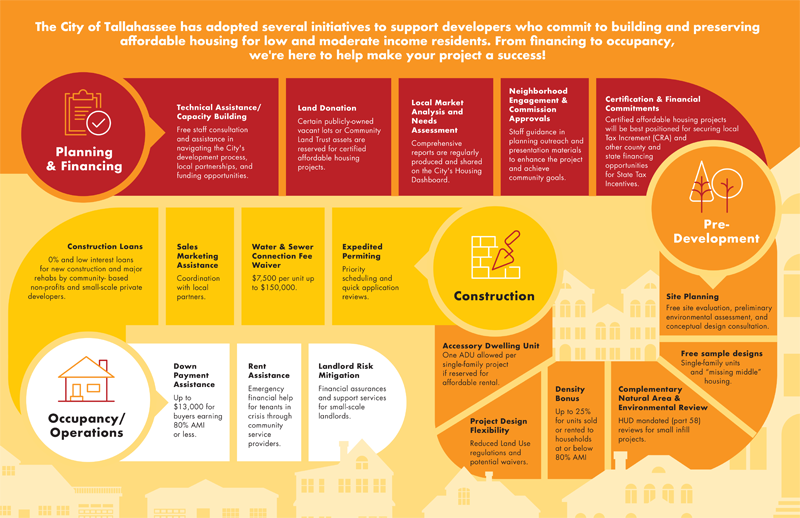 The City of Tallahassee has adopted several initiatives to support developers who commit to building and preserving
affordable housing for low and moderate income residents. From financing to occupancy,
we're here to help make your project a success!
Planning
& Financing
Technical Assistance/
Capacity Building
Free staff consultation
and assistance in
navigating the City's
development process,
local partnerships, and
funding opportunities.
Land Donation
Certain publicly-owned
vacant lots or Community
Land Trust assets are
reserved for certified
affordable housing
projects.
Local Market
Analysis and
Needs
Assessment
Comprehensive
reports are regularly
produced and shared
on the City's Housing
Dashboard.
Neighborhood
Engagement &
Commission
Approvals
Staff guidance in
planning outreach and
presentation materials
to enhance the project
and achieve
community goals.
Certification & Financial
Commitments
Certified affordable housing projects
will be best positioned for securing local
Tax Increment (CRA) and
other county and
state financing
opportunities
for State Tax
Incentives.
Pre-
Development
Site Planning
Free site evaluation, preliminary
environmental assessment, and
conceptual design consultation.
Free sample designs
Single-family units
and "missing middle"
housing.
Complementary
Natural Area &
Environmental Review
HUD mandated (part 58)
reviews for small infill
projects.
Density
Bonus
Up to 25%
for units sold
or rented to
households
at or below
80% AMI
Project Design
Flexibility
Reduced Land Use
regulations and
potential waivers.
Accessory Dwelling Unit
One ADU allowed per
single-family project
if reserved for
affordable rental.
Construction
Expedited
Permiting
Priority
scheduling and
quick application
reviews.
Water & Sewer
Connection Fee
Waiver
$7,500 per unit up
to $150,000.
Sales
Marketing
Assistance
Coordination
with local
partners.
Construction Loans
0% and low interest loans
for new construction and major
rehabs by community- based
non-profits and small-scale private
developers.
Occupancy/
Operations
Down
Payment
Assistance
Up to
$13,000 for
buyers earning
80% AMI
or less.
Rent
Assistance
Emergency
financial help
for tenants in
crisis through
community
service
providers.
Landlord Risk
Mitigation
Financial assurances
and support services
for small-scale
landlords.